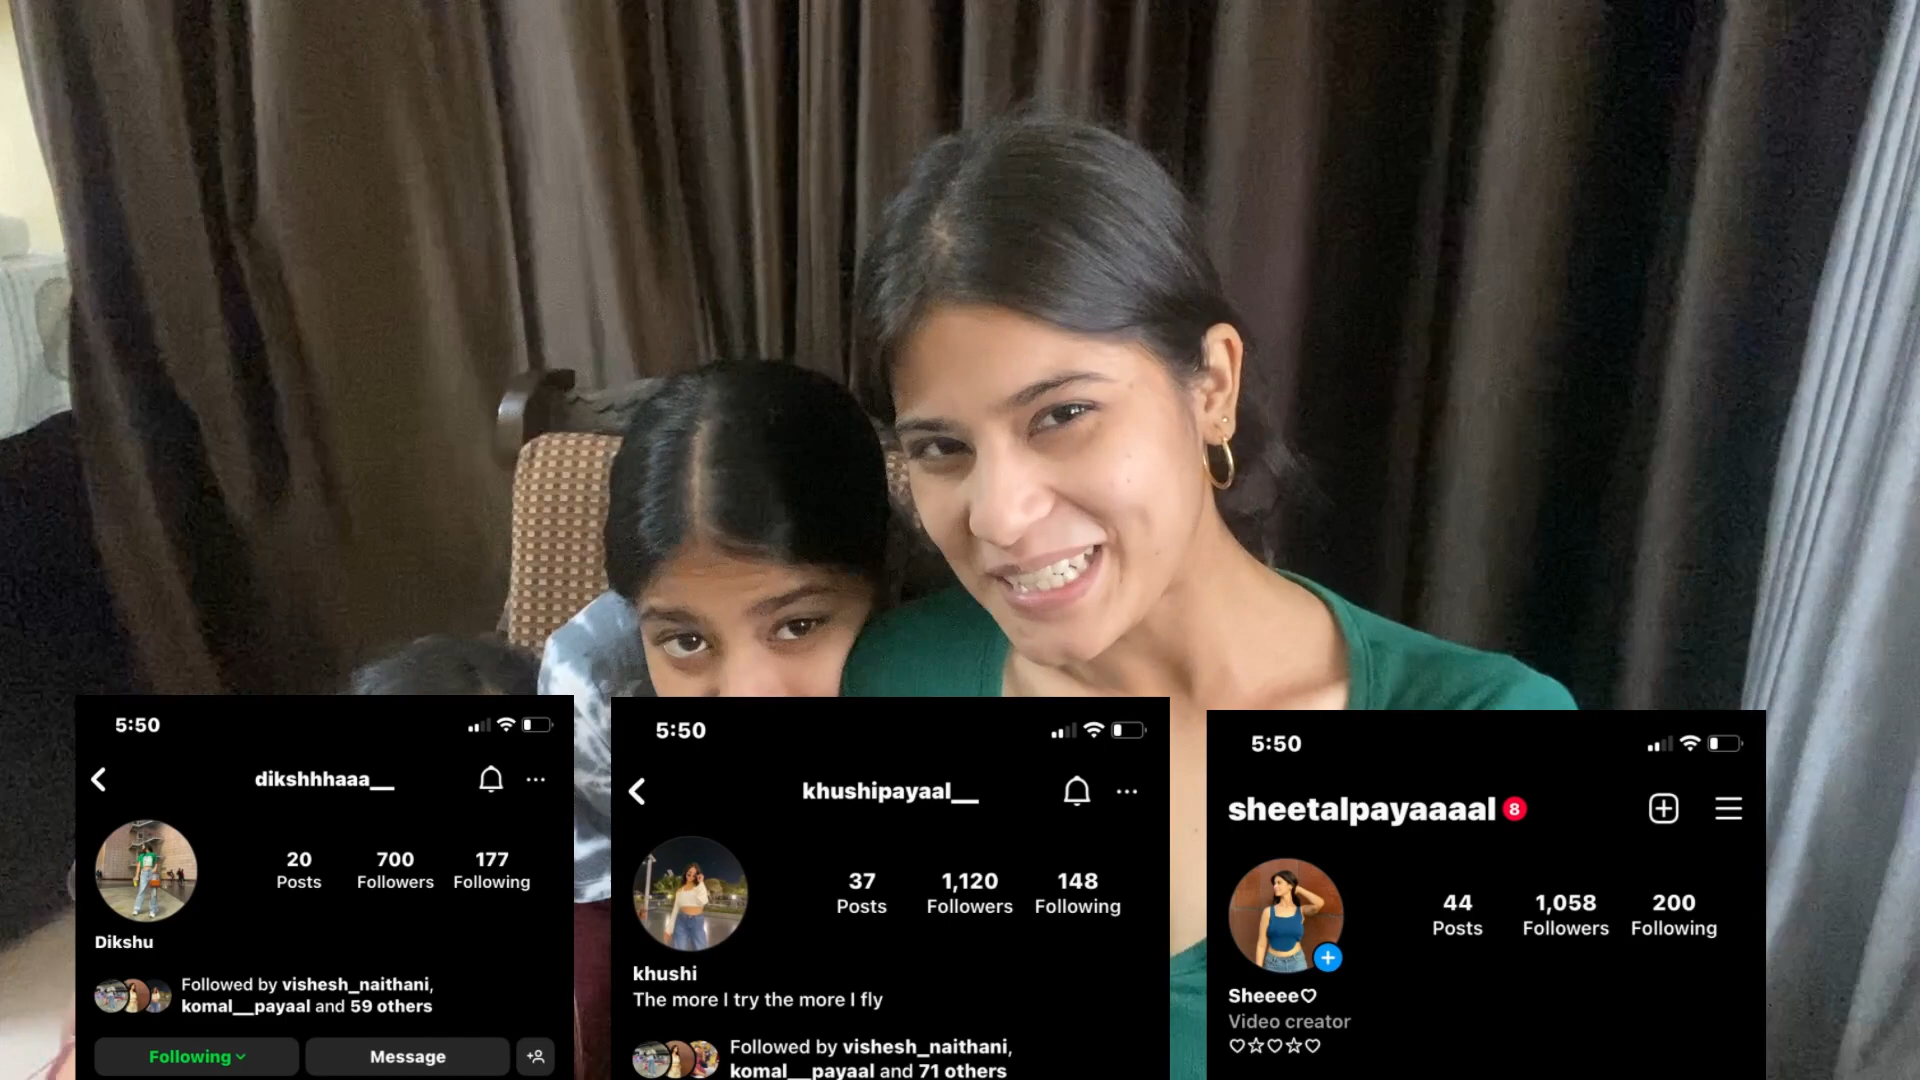 5:50
dikshhhaaa__
20 700 177
Posts Followers Following
Dikshu
Followed by vishesh_naithani,
komal__payaal and 59 others
Following Message
5:50
khushipayaal__
37 1,120 148
Posts Followers Following
khushi
The more I try the more I fly
Followed by vishesh_naithani,
komal__payaal and 71 others
5:50
sheetalpayaaaal 8
44 1,058 200
Posts Followers Following
Sheeee♡
Video creator
♡☆♡☆♡